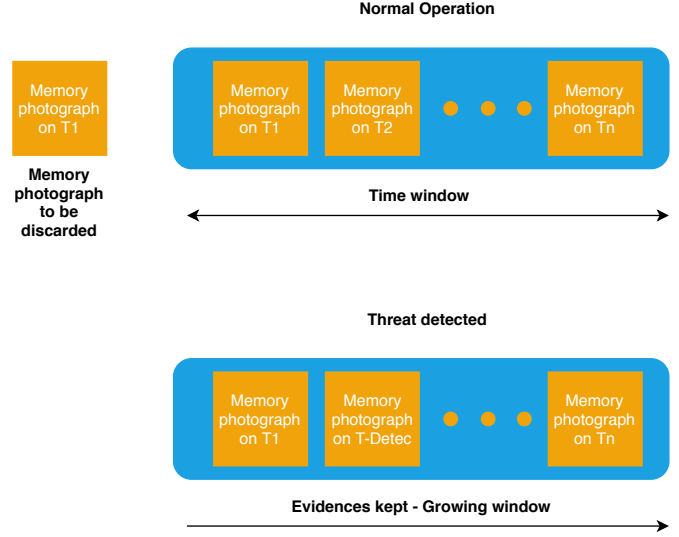 Normal Operation
Memory
photograph
on T1
Memory
photograph
to be
discarded
Memory
photograph
on T1
Memory
photograph
on T2
Memory
photograph
on Tn
Time window
Threat detected
Memory
photograph
on T1
Memory
photograph
on T-Detec
Memory
photograph
on Tn
Evidences kept - Growing window